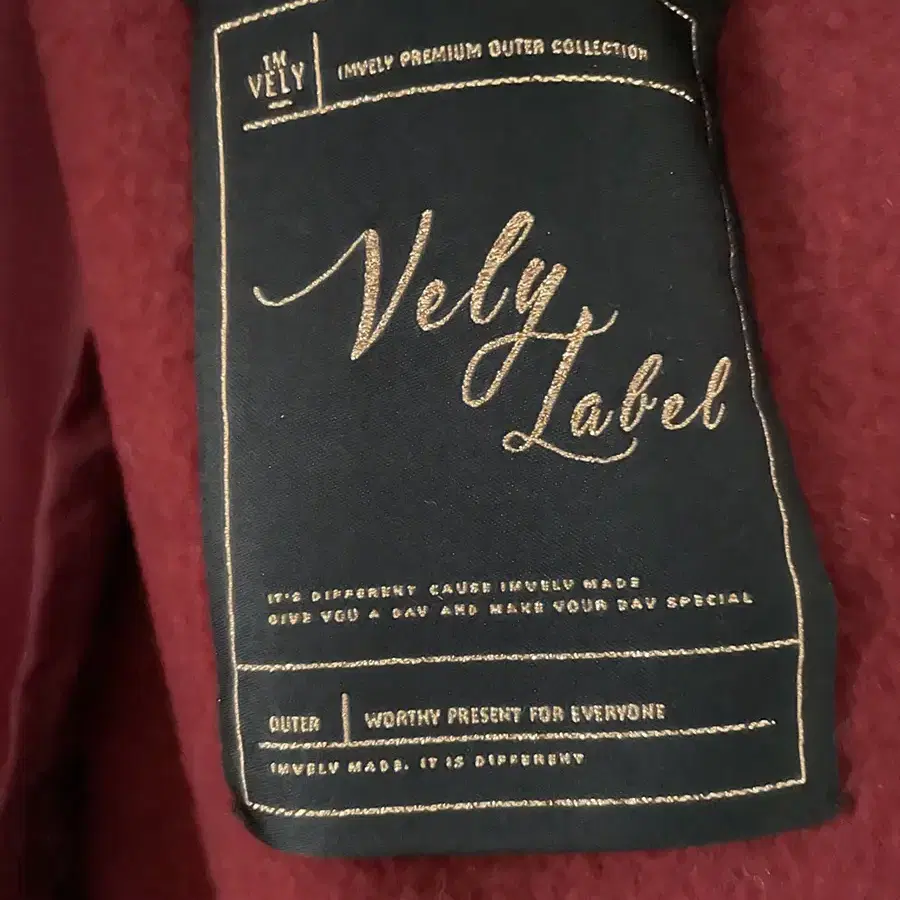 I'M
VELY
IMVELY PREMIUM OUTER COLLECTION
Vely
Label
IT'S DIFFERENT CAUSE IMVELY MADE
GIVE YOU A DAY AND MAKE YOUR DAY SPECIAL
OUTER
WORTHY PRESENT FOR EVERYONE
IMVELY MADE. IT IS DIFFERENT